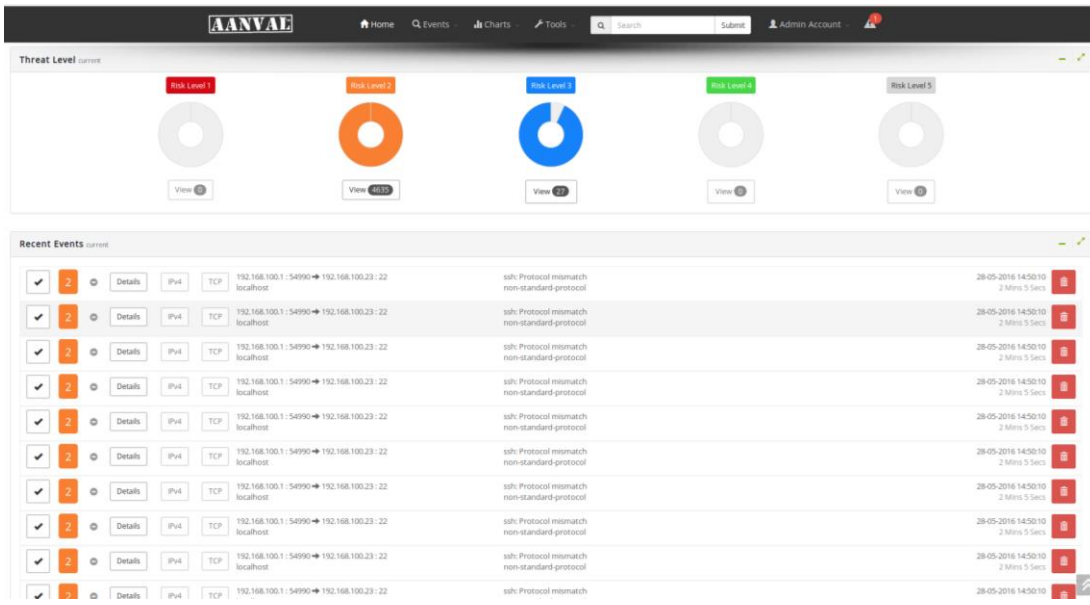 AANVAL Home Events Charts Tools Search Submit Admin Account 1
Threat Level current
Risk Level 1 Risk Level 2 Risk Level 3 Risk Level 4 Risk Level 5
View 0 View 4635 View 27 View 0 View 0
Recent Events current
2 Details IPv4 TCP 192.168.100.1 : 54990 → 192.168.100.23 : 22 ssh: Protocol mismatch 28-05-2016 14:50:10
localhost non-standard-protocol 2 Mins 5 Secs
2 Details IPv4 TCP 192.168.100.1 : 54990 → 192.168.100.23 : 22 ssh: Protocol mismatch 28-05-2016 14:50:10
localhost non-standard-protocol 2 Mins 5 Secs
2 Details IPv4 TCP 192.168.100.1 : 54990 → 192.168.100.23 : 22 ssh: Protocol mismatch 28-05-2016 14:50:10
localhost non-standard-protocol 2 Mins 5 Secs
2 Details IPv4 TCP 192.168.100.1 : 54990 → 192.168.100.23 : 22 ssh: Protocol mismatch 28-05-2016 14:50:10
localhost non-standard-protocol 2 Mins 5 Secs
2 Details IPv4 TCP 192.168.100.1 : 54990 → 192.168.100.23 : 22 ssh: Protocol mismatch 28-05-2016 14:50:10
localhost non-standard-protocol 2 Mins 5 Secs
2 Details IPv4 TCP 192.168.100.1 : 54990 → 192.168.100.23 : 22 ssh: Protocol mismatch 28-05-2016 14:50:10
localhost non-standard-protocol 2 Mins 5 Secs
2 Details IPv4 TCP 192.168.100.1 : 54990 → 192.168.100.23 : 22 ssh: Protocol mismatch 28-05-2016 14:50:10
localhost non-standard-protocol 2 Mins 5 Secs
2 Details IPv4 TCP 192.168.100.1 : 54990 → 192.168.100.23 : 22 ssh: Protocol mismatch 28-05-2016 14:50:10
localhost non-standard-protocol 2 Mins 5 Secs
2 Details IPv4 TCP 192.168.100.1 : 54990 → 192.168.100.23 : 22 ssh: Protocol mismatch 28-05-2016 14:50:10
localhost non-standard-protocol 2 Mins 5 Secs
2 Details IPv4 TCP 192.168.100.1 : 54990 → 192.168.100.23 : 22 ssh: Protocol mismatch 28-05-2016 14:50:10